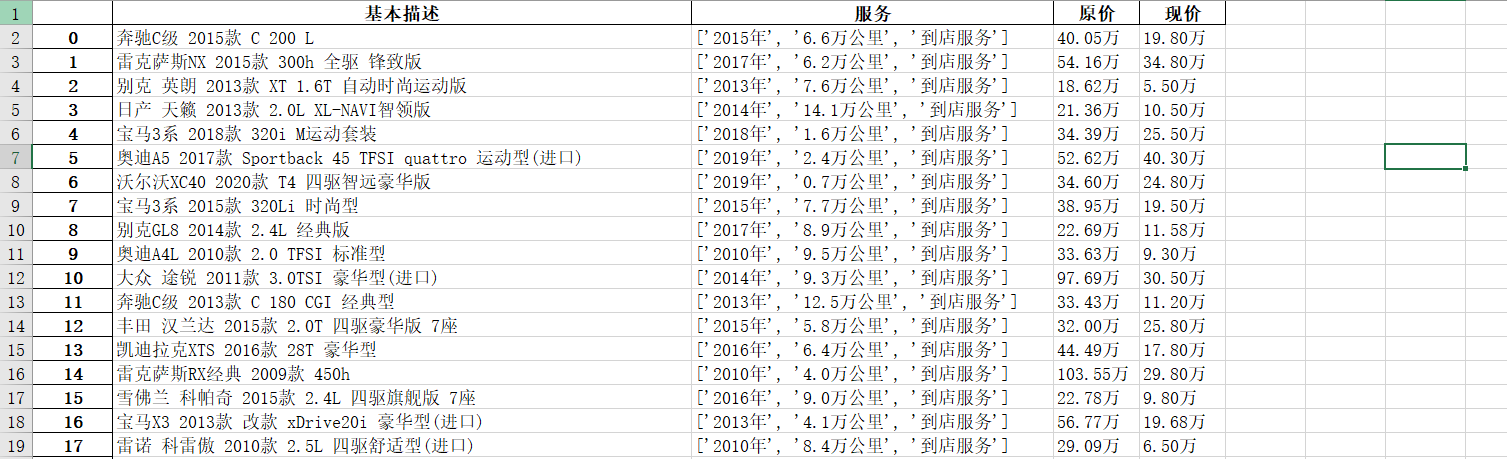 1 基本描述 服务 原价 现价
2 0 奔驰C级 2015款 C 200 L ['2015年', '6.6万公里', '到店服务'] 40.05万 19.80万
3 1 雷克萨斯NX 2015款 300h 全驱 锋致版 ['2017年', '6.2万公里', '到店服务'] 54.16万 34.80万
4 2 别克 英朗 2013款 XT 1.6T 自动时尚运动版 ['2013年', '7.6万公里', '到店服务'] 18.62万 5.50万
5 3 日产 天籁 2013款 2.0L XL-NAVI智领版 ['2014年', '14.1万公里', '到店服务'] 21.36万 10.50万
6 4 宝马3系 2018款 320i M运动套装 ['2018年', '1.6万公里', '到店服务'] 34.39万 25.50万
7 5 奥迪A5 2017款 Sportback 45 TFSI quattro 运动型(进口) ['2019年', '2.4万公里', '到店服务'] 52.62万 40.30万
8 6 沃尔沃XC40 2020款 T4 四驱智远豪华版 ['2019年', '0.7万公里', '到店服务'] 34.60万 24.80万
9 7 宝马3系 2015款 320Li 时尚型 ['2015年', '7.7万公里', '到店服务'] 38.95万 19.50万
10 8 别克GL8 2014款 2.4L 经典版 ['2017年', '8.9万公里', '到店服务'] 22.69万 11.58万
11 9 奥迪A4L 2010款 2.0 TFSI 标准型 ['2010年', '9.5万公里', '到店服务'] 33.63万 9.30万
12 10 大众 途锐 2011款 3.0TSI 豪华型(进口) ['2014年', '9.3万公里', '到店服务'] 97.69万 30.50万
13 11 奔驰C级 2013款 C 180 CGI 经典型 ['2013年', '12.5万公里', '到店服务'] 33.43万 11.20万
14 12 丰田 汉兰达 2015款 2.0T 四驱豪华版 7座 ['2015年', '5.8万公里', '到店服务'] 32.00万 25.80万
15 13 凯迪拉克XTS 2016款 28T 豪华型 ['2016年', '6.4万公里', '到店服务'] 44.49万 17.80万
16 14 雷克萨斯RX经典 2009款 450h ['2010年', '4.0万公里', '到店服务'] 103.55万 29.80万
17 15 雪佛兰 科帕奇 2015款 2.4L 四驱旗舰版 7座 ['2016年', '9.0万公里', '到店服务'] 22.78万 9.80万
18 16 宝马X3 2013款 改款 xDrive20i 豪华型(进口) ['2013年', '4.1万公里', '到店服务'] 56.77万 19.68万
19 17 雷诺 科雷傲 2010款 2.5L 四驱舒适型(进口) ['2010年', '8.4万公里', '到店服务'] 29.09万 6.50万